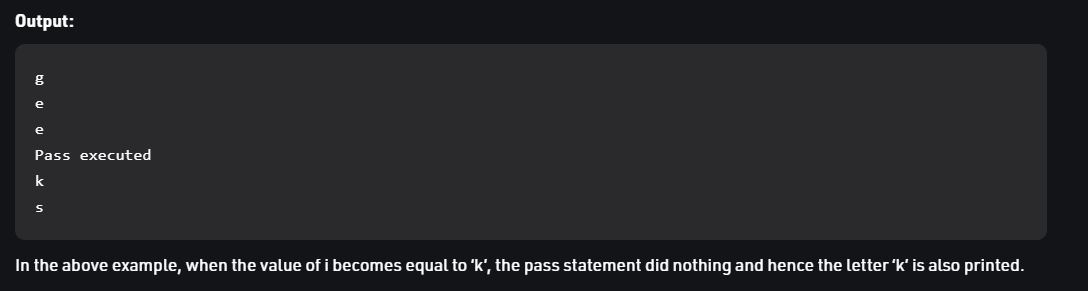 Output:
g
e
e
Pass executed
k
s
In the above example, when the value of i becomes equal to ‘k’, the pass statement did nothing and hence the letter ‘k’ is also printed.